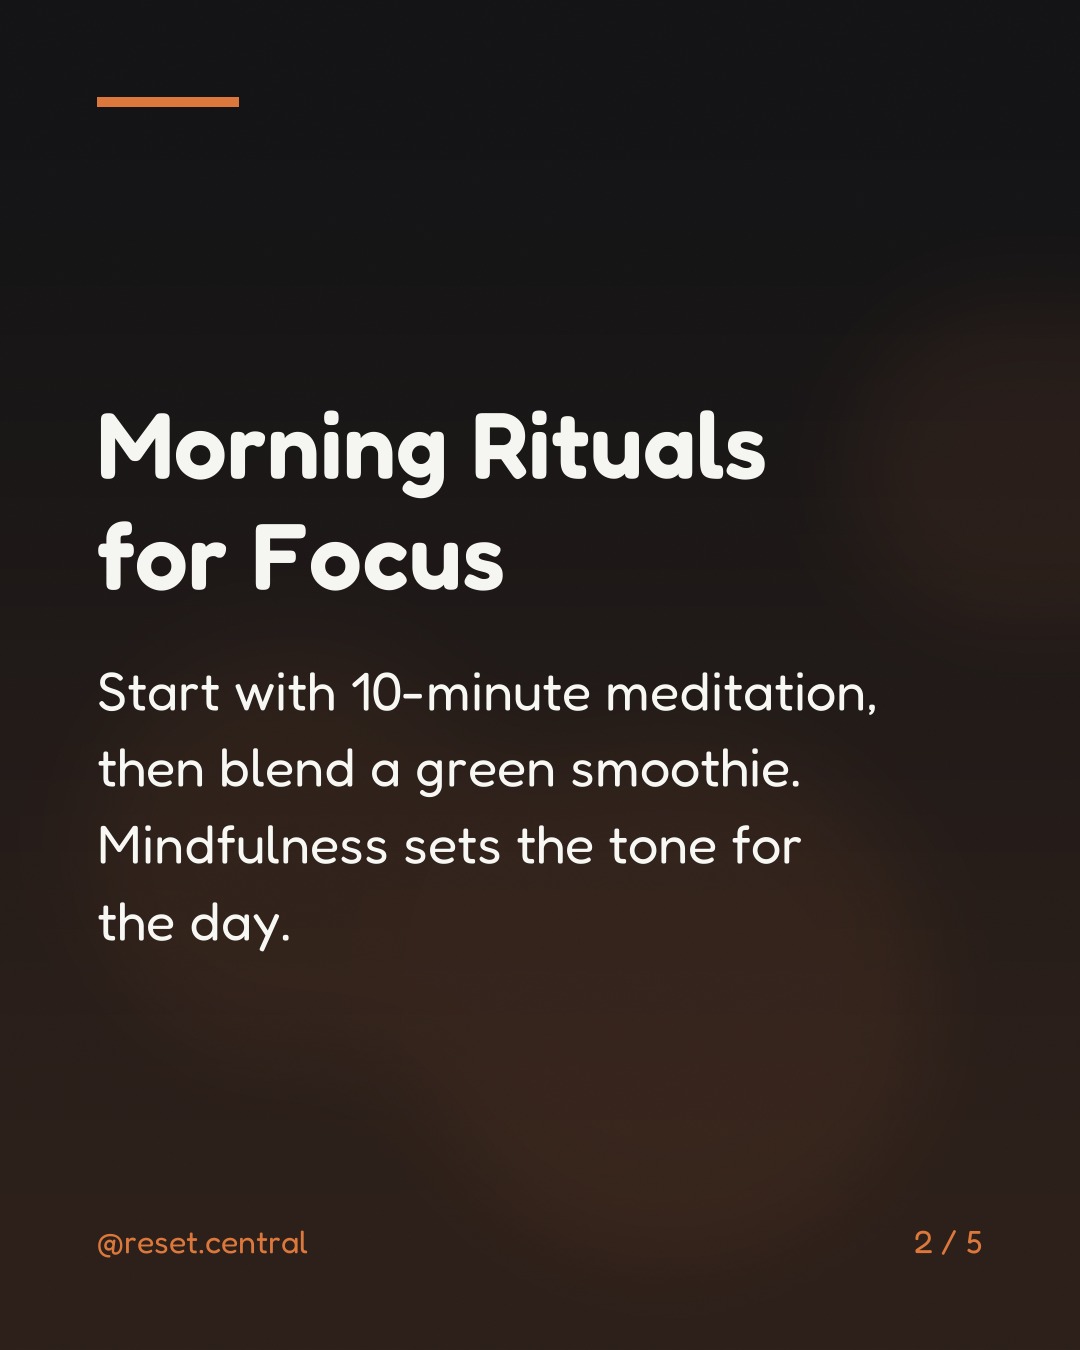 Morning Rituals
for Focus
Start with 10-minute meditation,
then blend a green smoothie.
Mindfulness sets the tone for
the day.
@reset.central
2 / 5